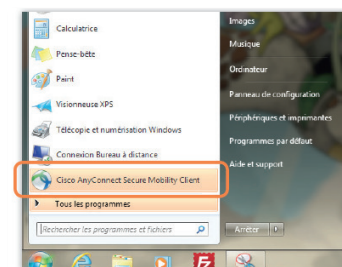 Calculatrice
Pense-bête
Paint
Visionneuse XPS
Télécopie et numérisation Windows
Connexion Bureau à distance
Cisco AnyConnect Secure Mobility Client
Tous les programmes
Rechercher les programmes et fichiers
Images
Musique
Ordinateur
Panneau de configuration
Périphériques et imprimantes
Programmes par défaut
Aide et support
Arrêter